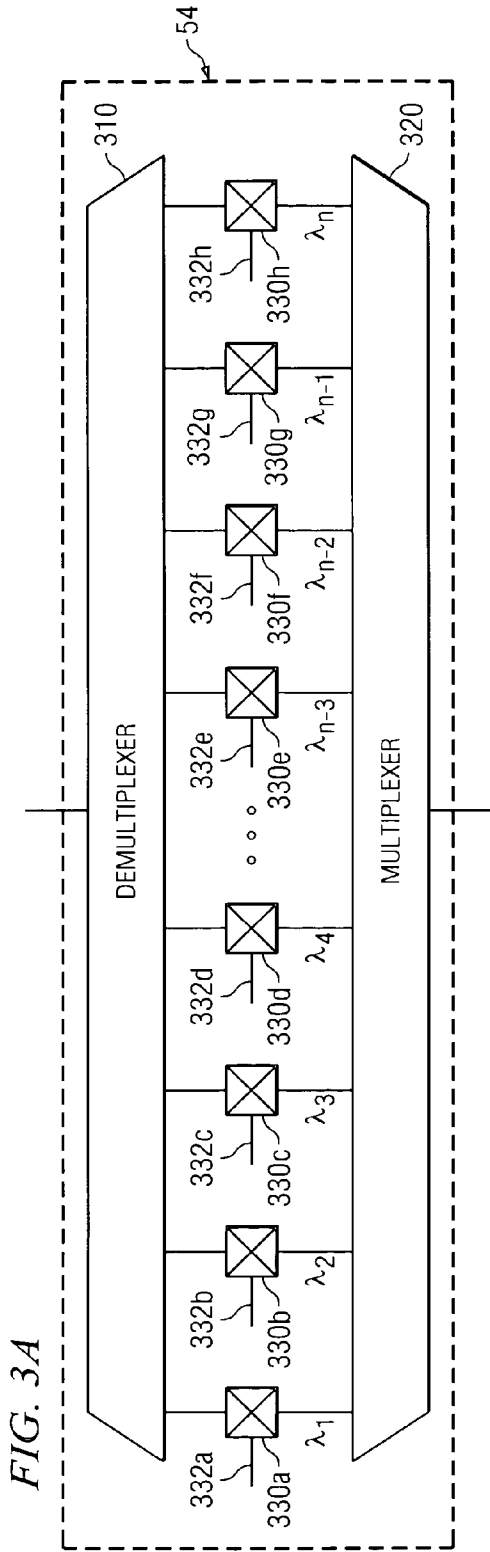 FIG. 3A
54
310
DEMULTIPLEXER
332a
332b
332c
332d
332e
332f
332g
332h
330a
330b
330c
330d
330e
330f
330g
330h
λ1
λ2
λ3
λ4
λn-3
λn-2
λn-1
λn
MULTIPLEXER
320